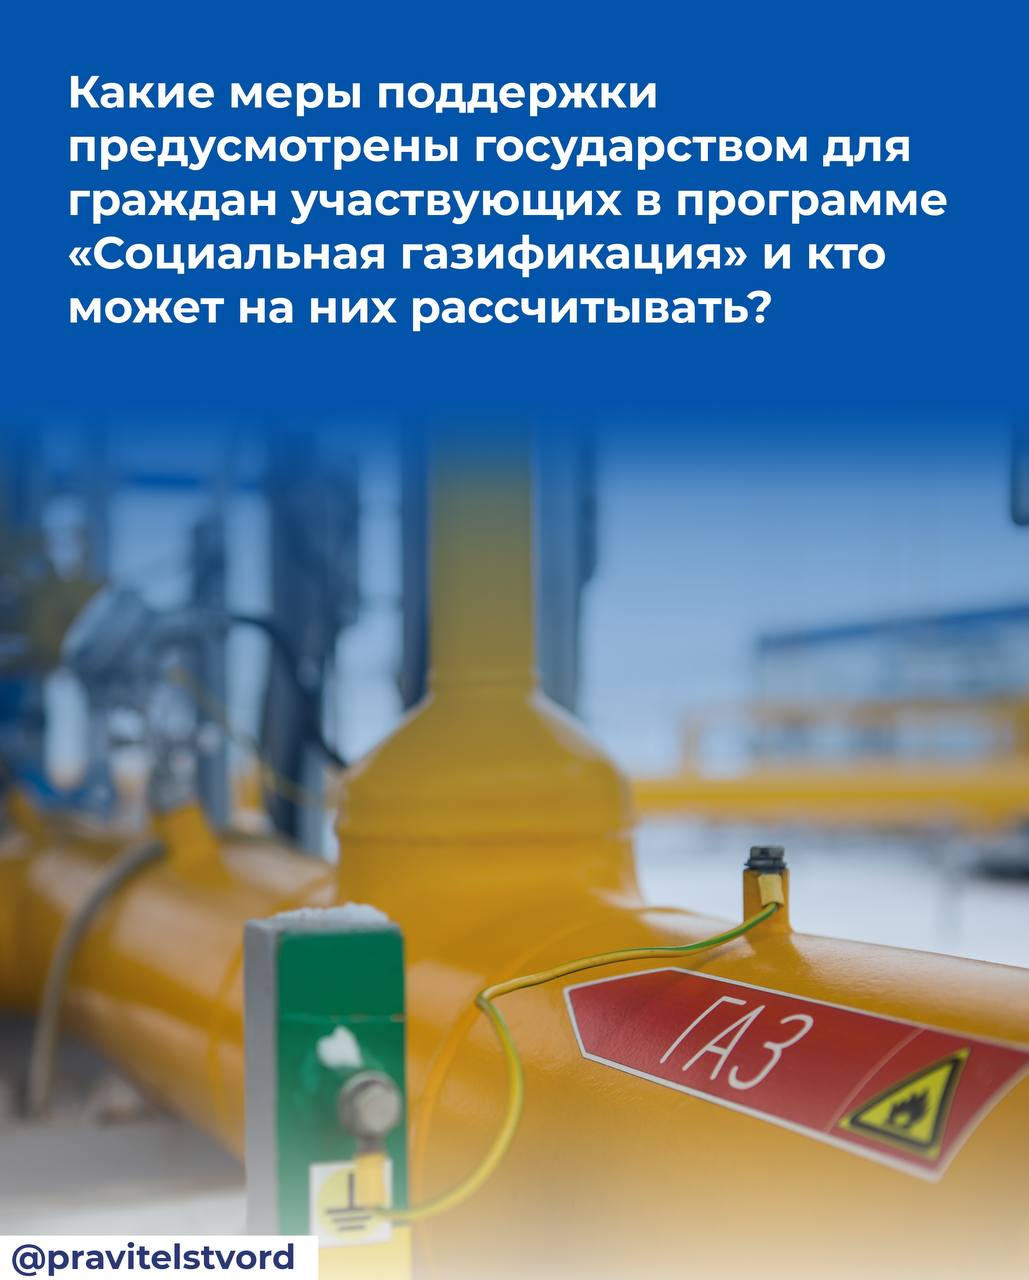 Какие меры поддержки
предусмотрены государством для
граждан участвующих в программе
«Социальная газификация» и кто
может на них рассчитывать?
ГАЗ
@pravitelstvord